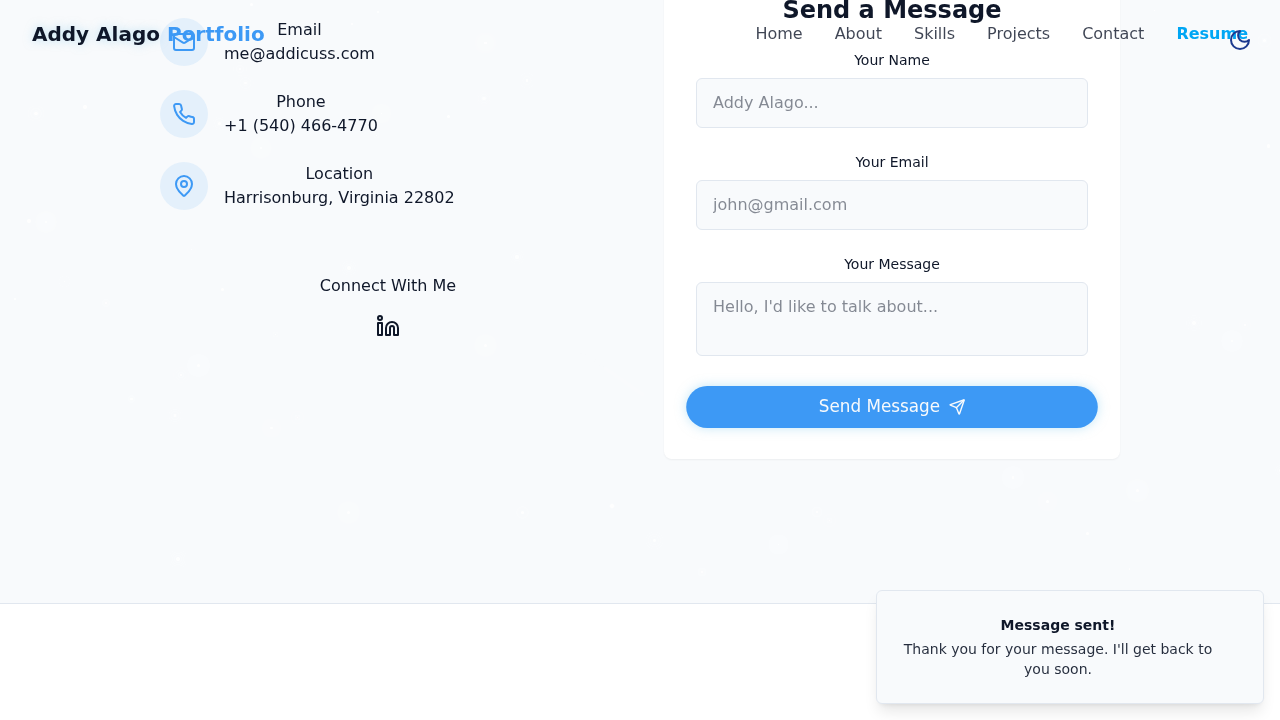 Addy Alago Portfolio
Home
About
Skills
Projects
Contact
Resume
Email
me@addicuss.com
Phone
+1 (540) 466-4770
Location
Harrisonburg, Virginia 22802
Connect With Me
Send a Message
Your Name
Addy Alago...
Your Email
john@gmail.com
Your Message
Hello, I'd like to talk about...
Send Message
Message sent!
Thank you for your message. I'll get back to
you soon.